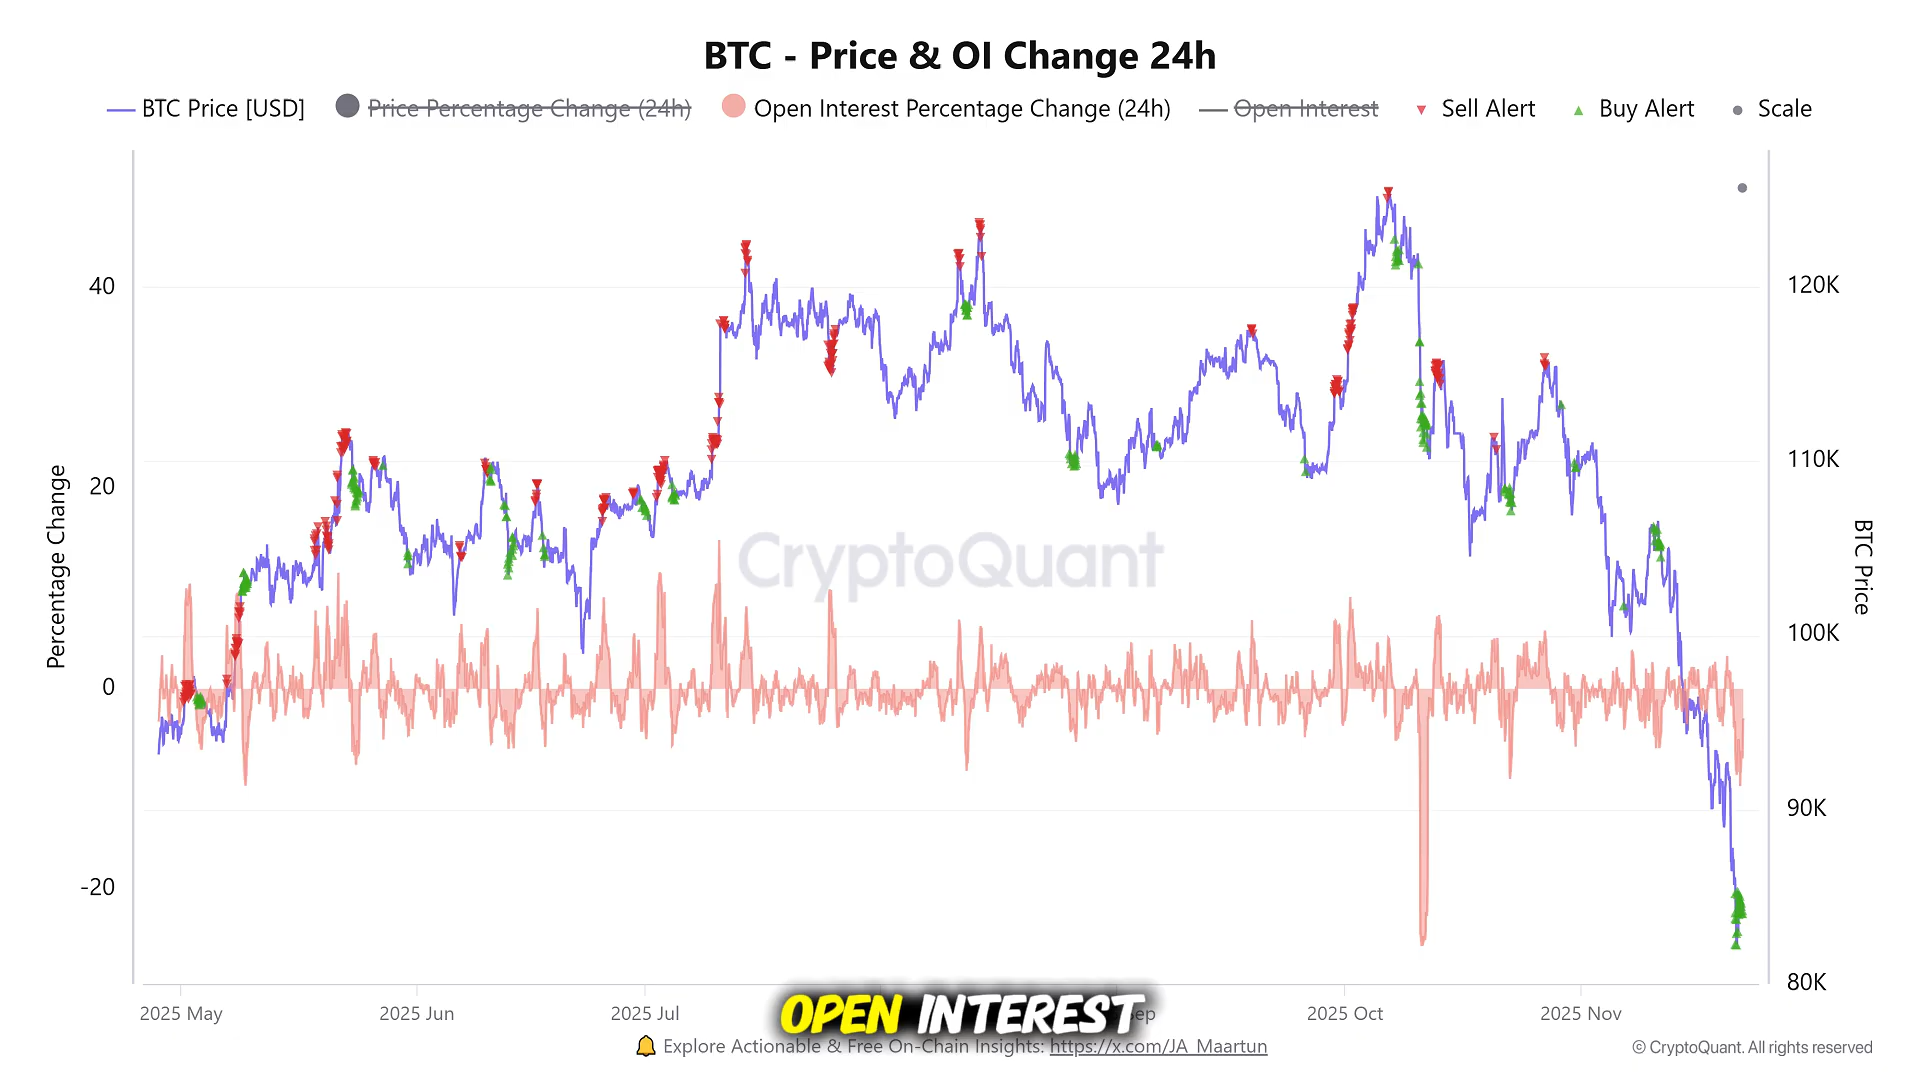 BTC - Price & OI Change 24h
BTC Price [USD] Price Percentage Change (24h) Open Interest Percentage Change (24h) Open Interest Sell Alert Buy Alert Scale
40
20
0
-20
Percentage Change
120K
110K
100K
90K
80K
BTC Price
CryptoQuant
2025 May 2025 Jun 2025 Jul 2025 Oct 2025 Nov
OPEN INTEREST
Explore Actionable & Free On-Chain Insights: https://x.com/JA_Maartun
© CryptoQuant. All rights reserved